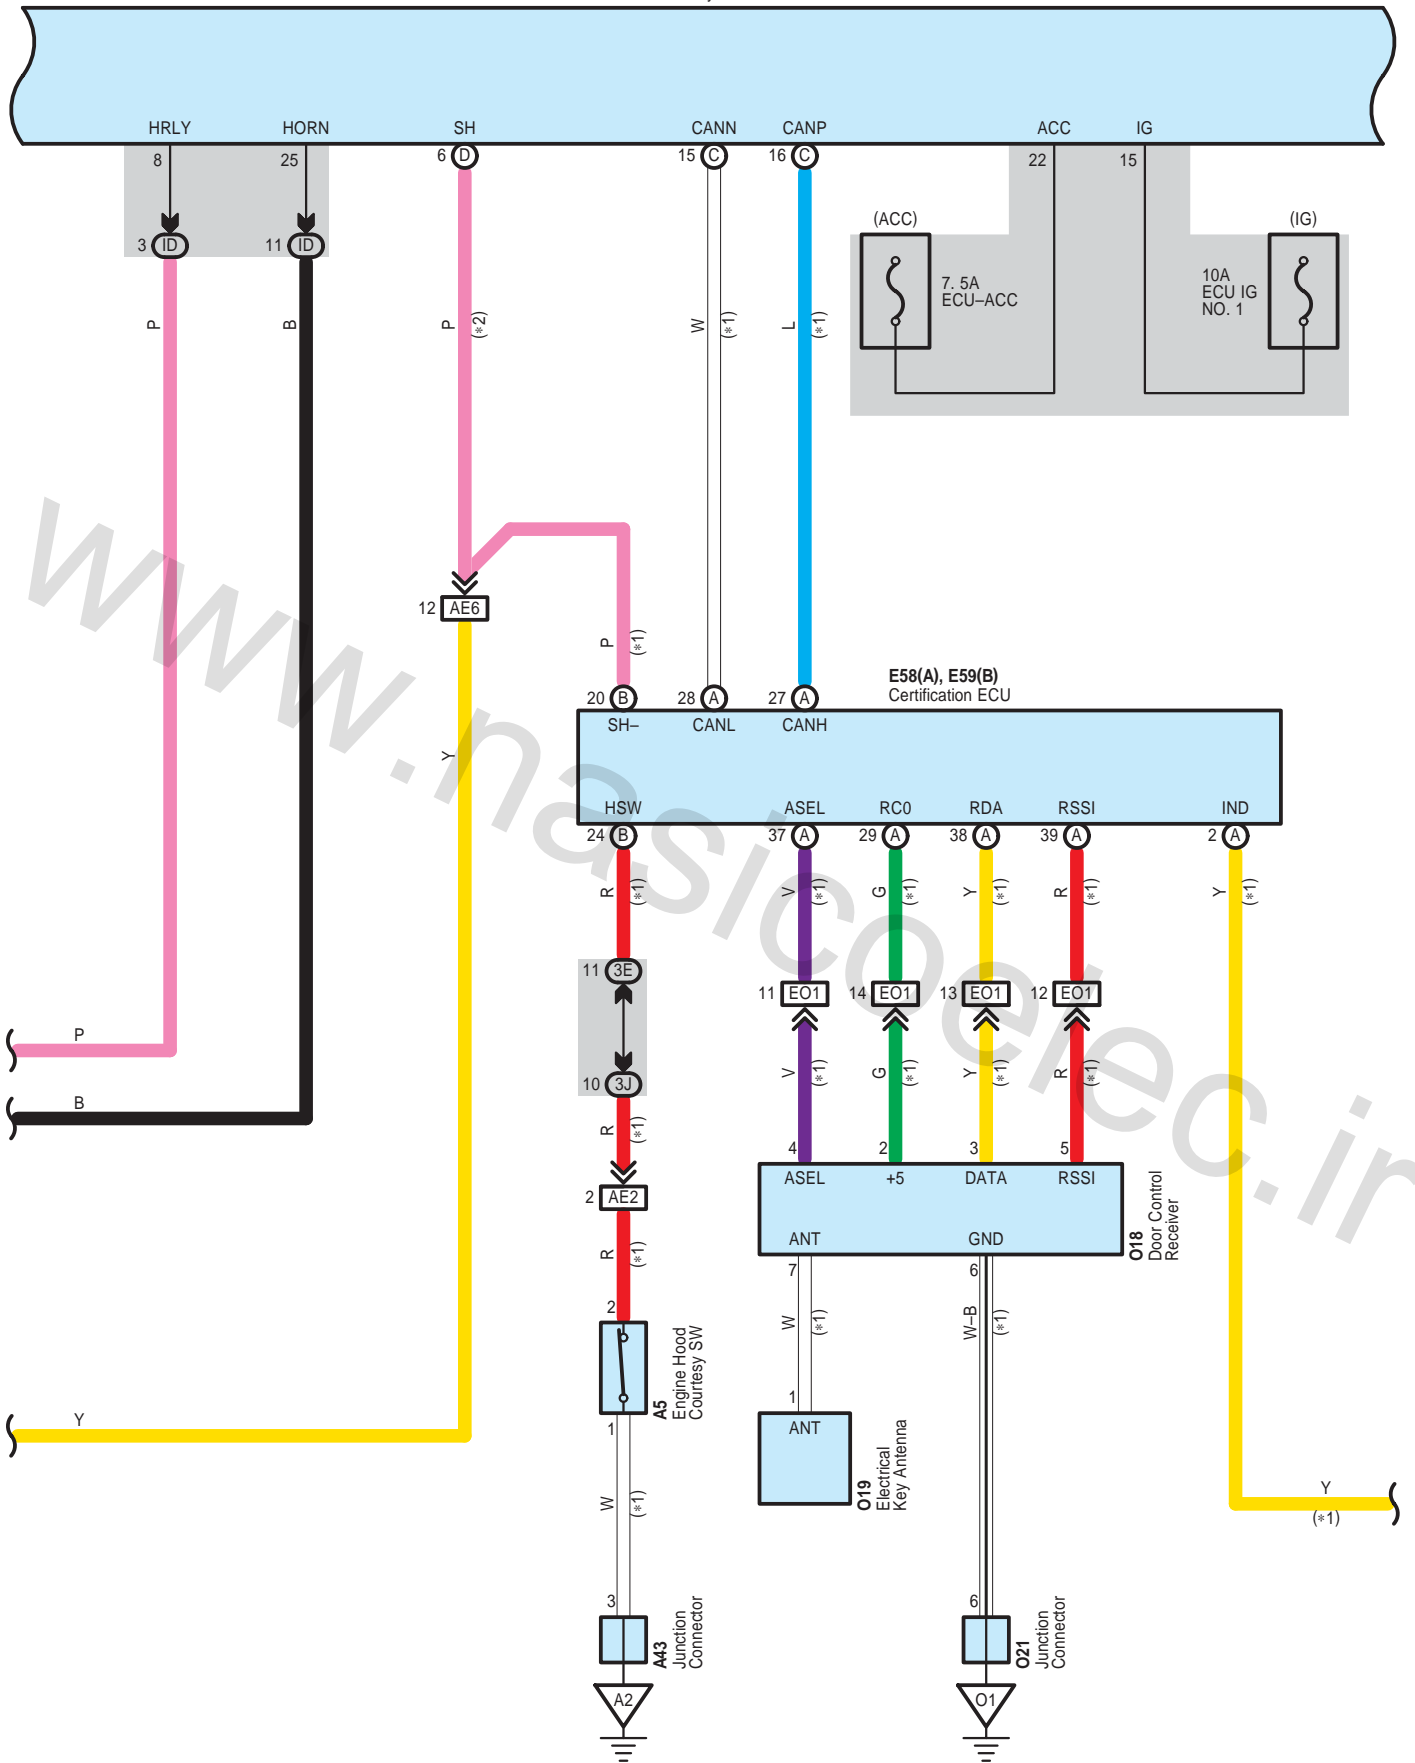 HRLY
HORN
SH
CANN
CANP
ACC
IG
8
25
6 D
15 C
16 C
22
15
3 ID
11 ID
(ACC)
(IG)
7. 5A
ECU–ACC
10A
ECU IG
NO. 1
P
B
P
(*2)
W
(*1)
L
(*1)
12 AE6
P
(*1)
Y
E58(A), E59(B)
Certification ECU
20 B
28 A
27 A
SH–
CANL
CANH
HSW
ASEL
RC0
RDA
RSSI
IND
24 B
37 A
29 A
38 A
39 A
2 A
R
(*1)
V
(*1)
G
(*1)
Y
(*1)
R
(*1)
Y
(*1)
11 3E
11 EO1
14 EO1
13 EO1
12 EO1
P
10 3J
V
(*1)
G
(*1)
Y
(*1)
R
(*1)
B
R
(*1)
4
2
3
5
ASEL
+5
DATA
RSSI
2 AE2
ANT
GND
O18
Door Control
Receiver
R
(*1)
7
6
2
W
(*1)
W–B
(*1)
A5
Engine Hood
Courtesy SW
1
1
ANT
O19
Electrical
Key Antenna
Y
W
(*1)
Y
(*1)
3
6
A43
Junction
Connector
O21
Junction
Connector
A2
O1
www.nasicoelec.ir